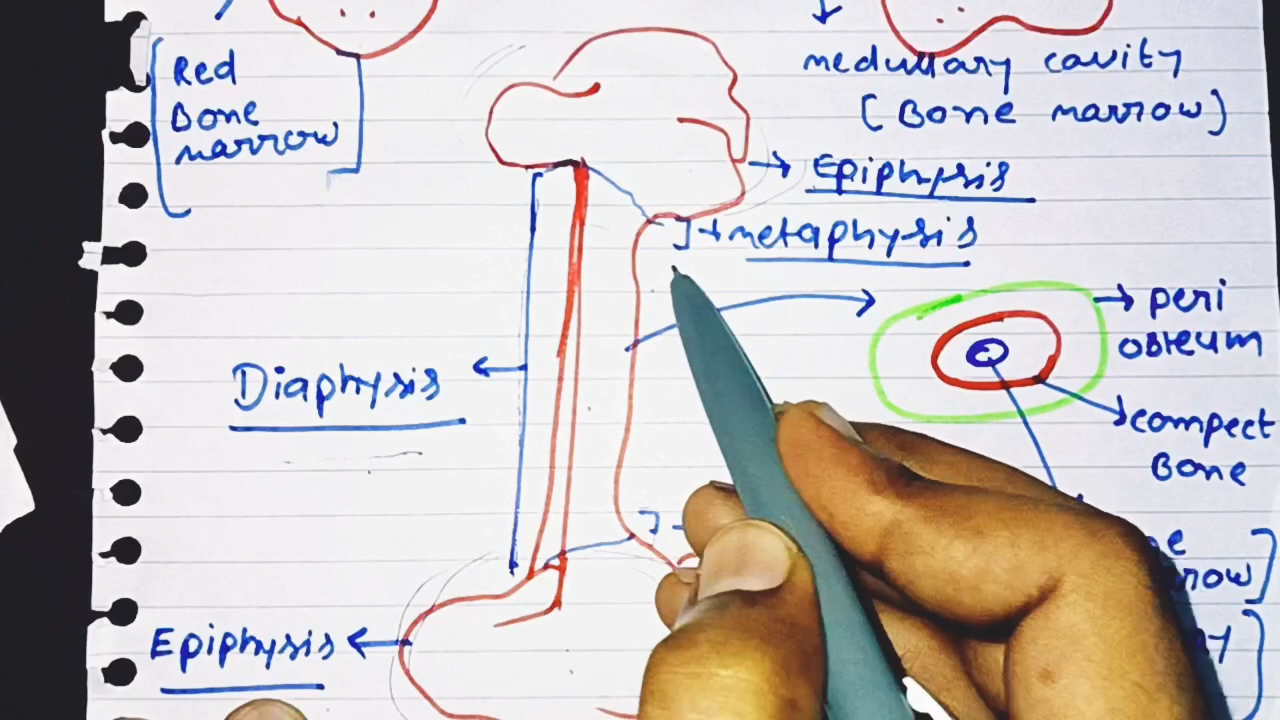 Red
Bone
marrow
medullary cavity
[Bone marrow)
→ Epiphysis
] → metaphysis
→ peri
osteum
Diaphysis ←
compect
Bone
Epiphysis ←